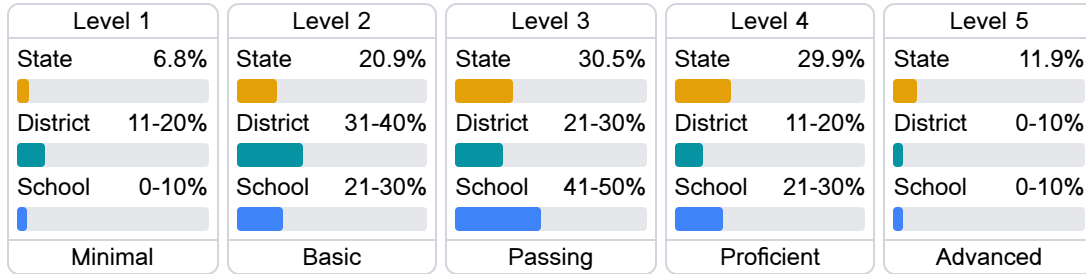 Level 1
State 6.8%
District 11-20%
School 0-10%
Minimal
Level 2
State 20.9%
District 31-40%
School 21-30%
Basic
Level 3
State 30.5%
District 21-30%
School 41-50%
Passing
Level 4
State 29.9%
District 11-20%
School 21-30%
Proficient
Level 5
State 11.9%
District 0-10%
School 0-10%
Advanced